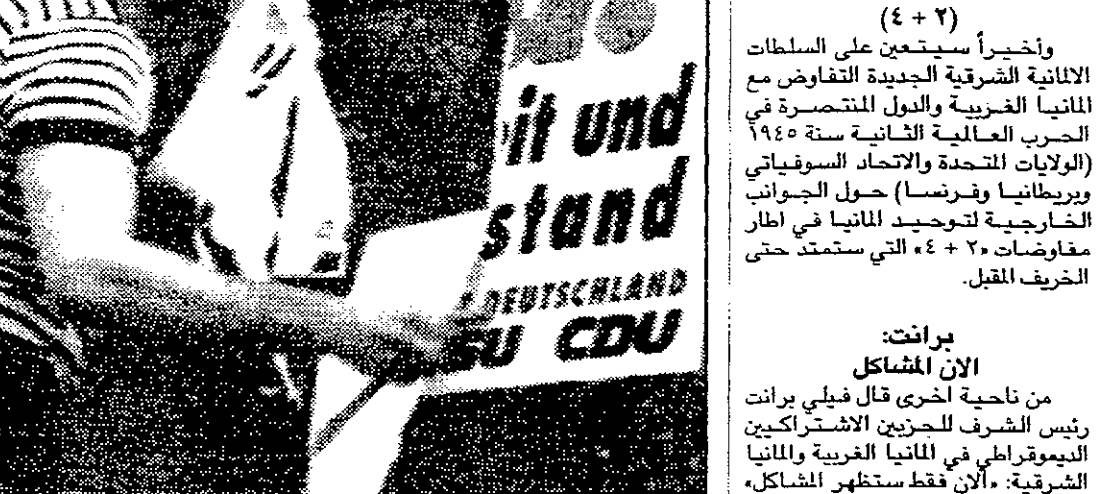 it und
stand
DEUTSCHLAND
SU CDU
(٢ + ٤)
وأخيراً سيتعين على السلطات
الالمانية الشرقية الجديدة التفاوض مع
المانيا الغربية والدول المنتصرة في
الحرب العالمية الثانية سنة ١٩٤٥
(الولايات المتحدة والاتحاد السوفياتي
وبريطانيا وفرنسا) حول الجوانب
الخارجية لتوحيد المانيا في اطار
مفاوضات «٢ + ٤» التي ستمتد حتى
الخريف المقبل.
برانت:
الان المشاكل
من ناحية اخرى قال فيلي برانت
رئيس الشرف للحزبين الاشتراكيين
الديموقراطي في المانيا الغربية والمانيا
الشرقية: «الان فقط ستظهر المشاكل»